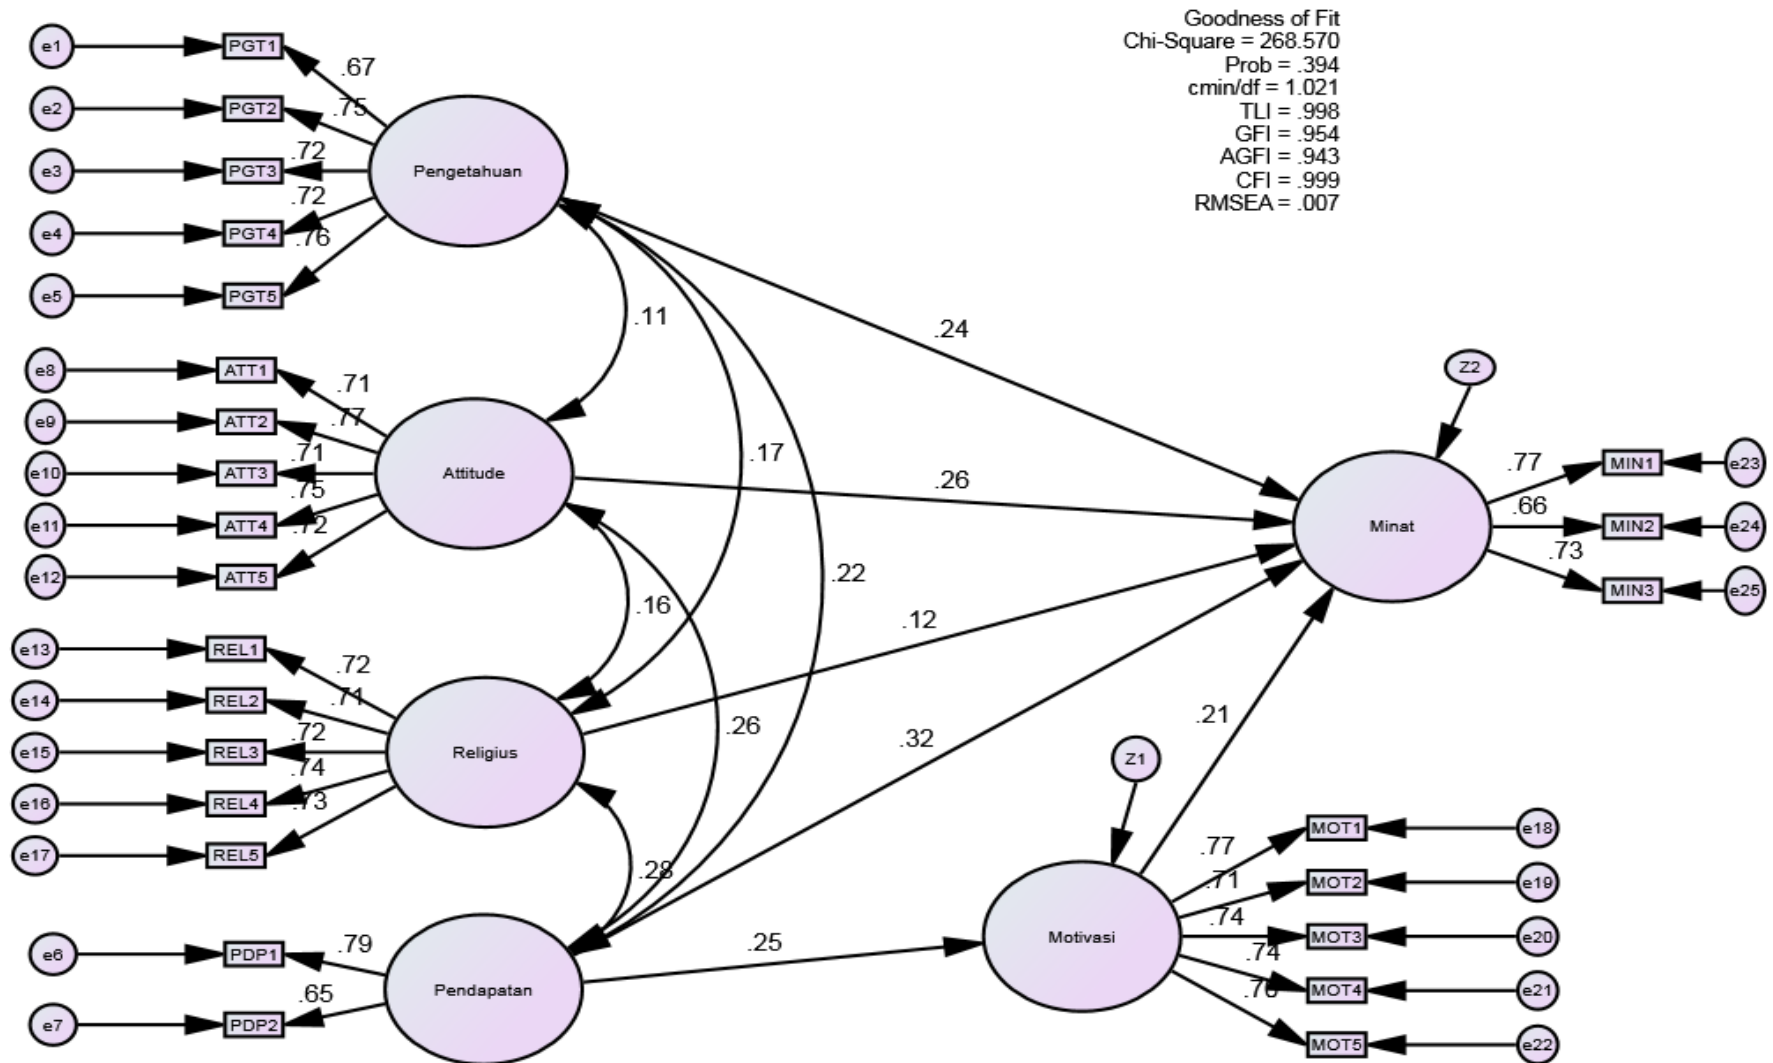 Goodness of Fit
Chi-Square = 268.570
Prob = .394
cmin/df = 1.021
TLI = .998
GFI = .954
AGFI = .943
CFI = .999
RMSEA = .007
e1
PGT1
.67
e2
PGT2
.75
e3
PGT3
.72
Pengetahuan
e4
PGT4
.72
e5
PGT5
.76
.11
.24
.17
.22
e8
ATT1
.71
e9
ATT2
.77
e10
ATT3
.71
Attitude
e11
ATT4
.75
e12
ATT5
.72
.26
.16
.26
Z2
Minat
.77
MIN1
e23
.66
MIN2
e24
.73
MIN3
e25
e13
REL1
.72
e14
REL2
.71
e15
REL3
.72
Religius
e16
REL4
.74
e17
REL5
.73
.12
.32
.28
.21
Z1
e6
PDP1
.79
e7
PDP2
.65
Pendapatan
.25
Motivasi
.77
MOT1
e18
.71
MOT2
e19
.74
MOT3
e20
.74
MOT4
e21
MOT5
e22